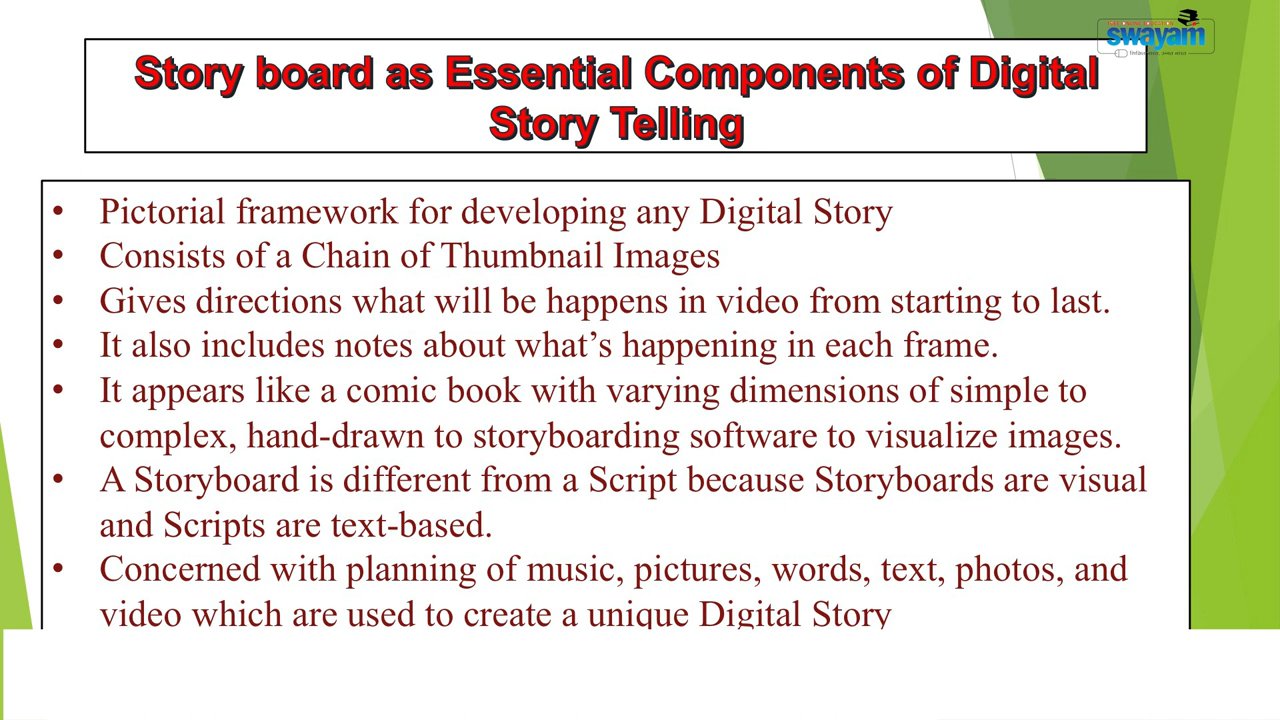 swayam
Story board as Essential Components of Digital
Story Telling
• Pictorial framework for developing any Digital Story
• Consists of a Chain of Thumbnail Images
• Gives directions what will be happens in video from starting to last.
• It also includes notes about what’s happening in each frame.
• It appears like a comic book with varying dimensions of simple to
complex, hand-drawn to storyboarding software to visualize images.
• A Storyboard is different from a Script because Storyboards are visual
and Scripts are text-based.
• Concerned with planning of music, pictures, words, text, photos, and
video which are used to create a unique Digital Story